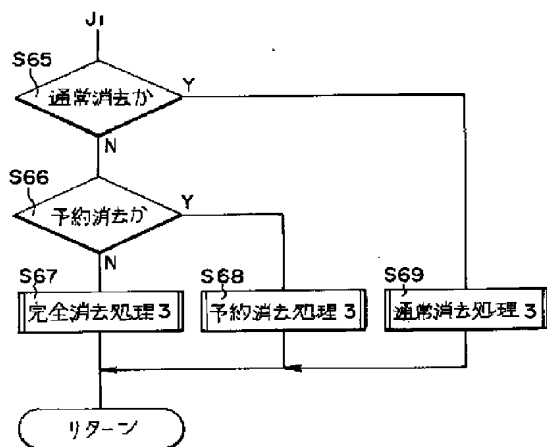 J1
S65
通常消去か
Y
N
S66
予約消去か
Y
N
S67
完全消去処理3
S68
予約消去処理3
S69
通常消去処理3
リターン